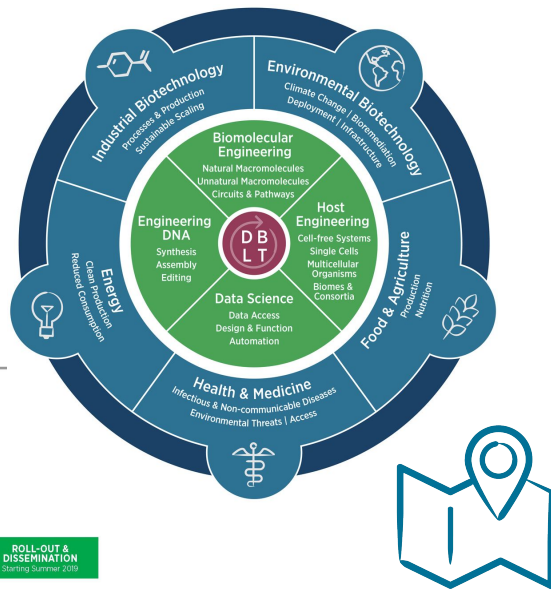 Industrial Biotechnology
Processes & Production
Sustainable Scaling
Environmental Biotechnology
Climate Change | Bioremediation
Deployment | Infrastructure
Biomolecular
Engineering
Natural Macromolecules
Unnatural Macromolecules
Circuits & Pathways
Engineering
DNA
Synthesis
Assembly
Editing
D B
L T
Host
Engineering
Cell-free Systems
Single Cells
Multicellular
Organisms
Biomes &
Consortia
Data Science
Data Access
Design & Function
Automation
Energy
Clean Production
Reduced Consumption
Food & Agriculture
Production
Nutrition
Health & Medicine
Infectious & Non-communicable Diseases
Environmental Threats | Access
ROLL-OUT &
DISSEMINATION
Starting Summer 2019